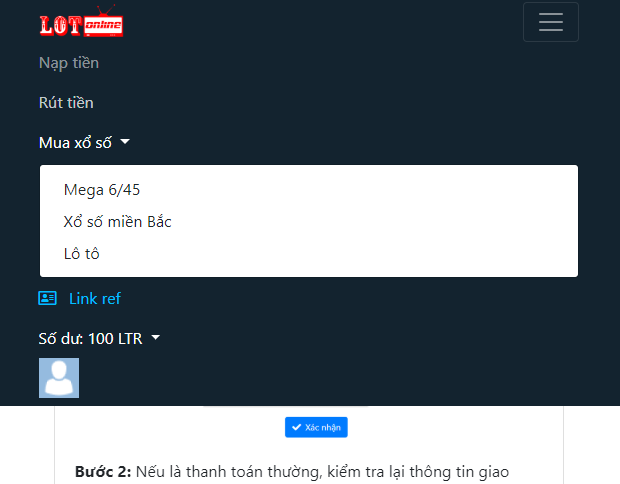 LOT online
Nạp tiền
Rút tiền
Mua xổ số
Mega 6/45
Xổ số miền Bắc
Lô tô
Link ref
Số dư: 100 LTR
Xác nhận
Bước 2: Nếu là thanh toán thường, kiểm tra lại thông tin giao